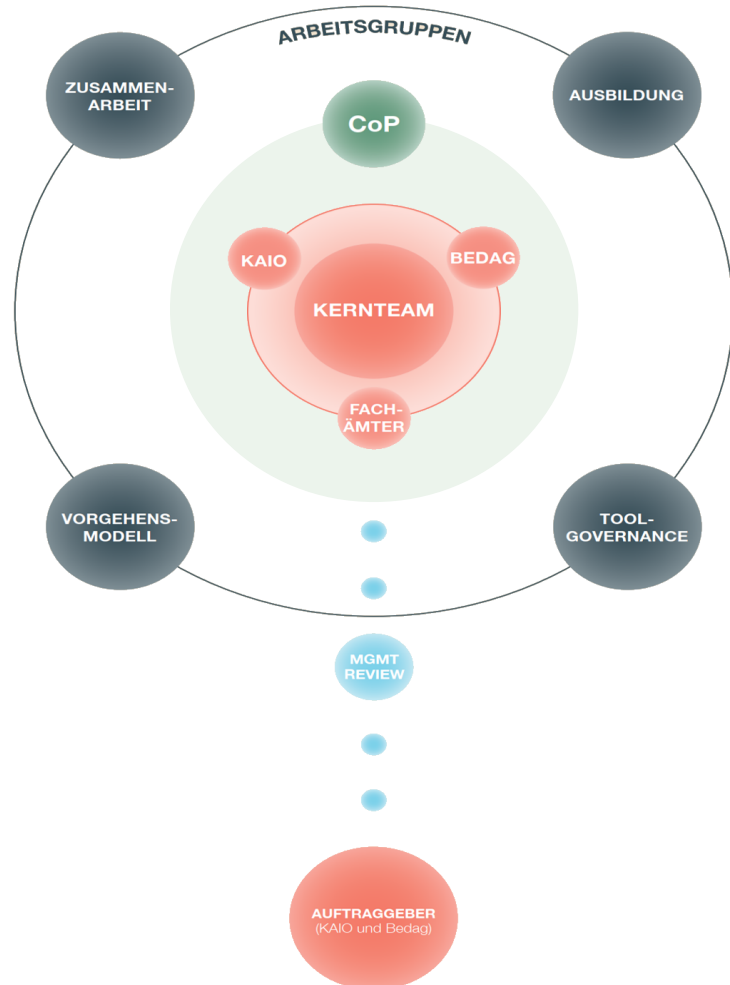 ARBEITSGRUPPEN
ZUSAMMEN-
ARBEIT
AUSBILDUNG
CoP
KAIO
BEDAG
KERNTEAM
FACH-
ÄMTER
VORGEHENS-
MODELL
TOOL-
GOVERNANCE
MGMT
REVIEW
AUFTRAGGEBER
(KAIO und Bedag)